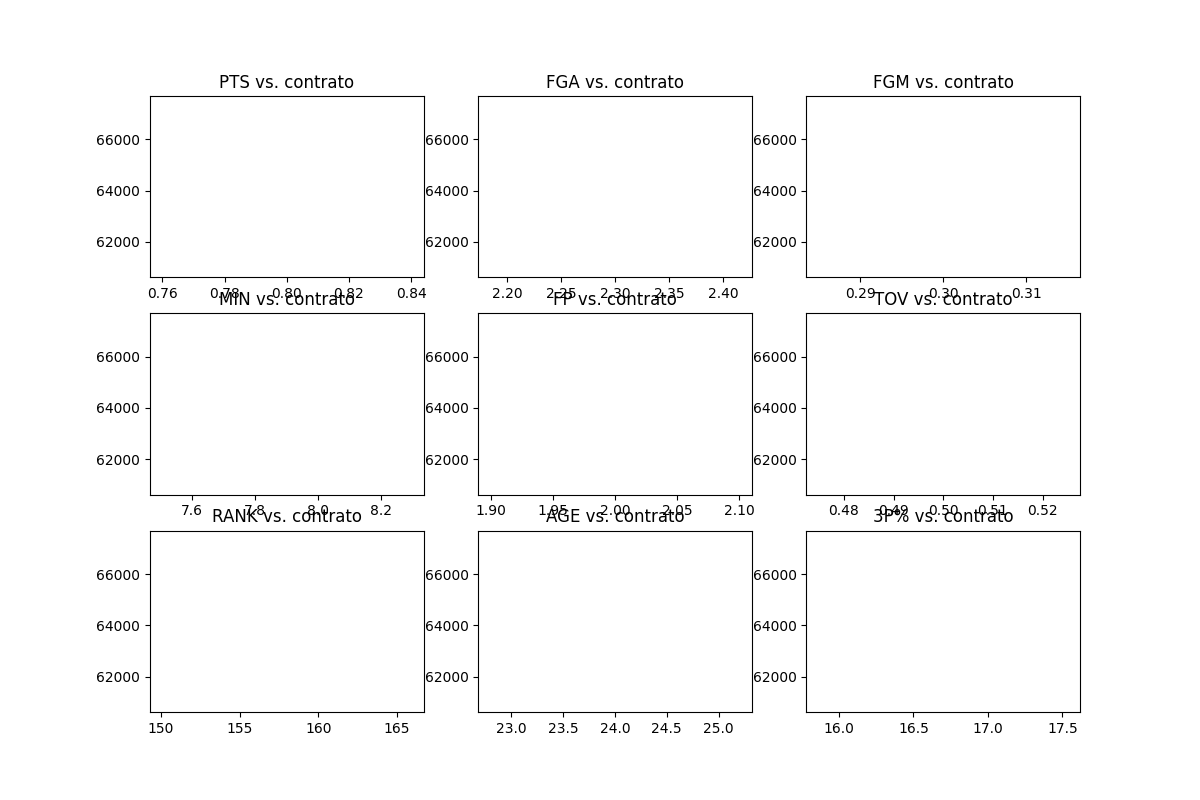 PTS vs. contrato
FGA vs. contrato
FGM vs. contrato
66000
64000
62000
66000
64000
62000
66000
64000
62000
0.76 0.78 0.80 0.82 0.84
2.20 2.25 2.30 2.35 2.40
0.29 0.30 0.31
MIN vs. contrato
FP vs. contrato
TOV vs. contrato
66000
64000
62000
66000
64000
62000
66000
64000
62000
7.6 7.8 8.0 8.2
1.90 1.95 2.00 2.05 2.10
0.48 0.49 0.50 0.51 0.52
RANK vs. contrato
AGE vs. contrato
3P% vs. contrato
66000
64000
62000
66000
64000
62000
66000
64000
62000
150 155 160 165
23.0 23.5 24.0 24.5 25.0
16.0 16.5 17.0 17.5